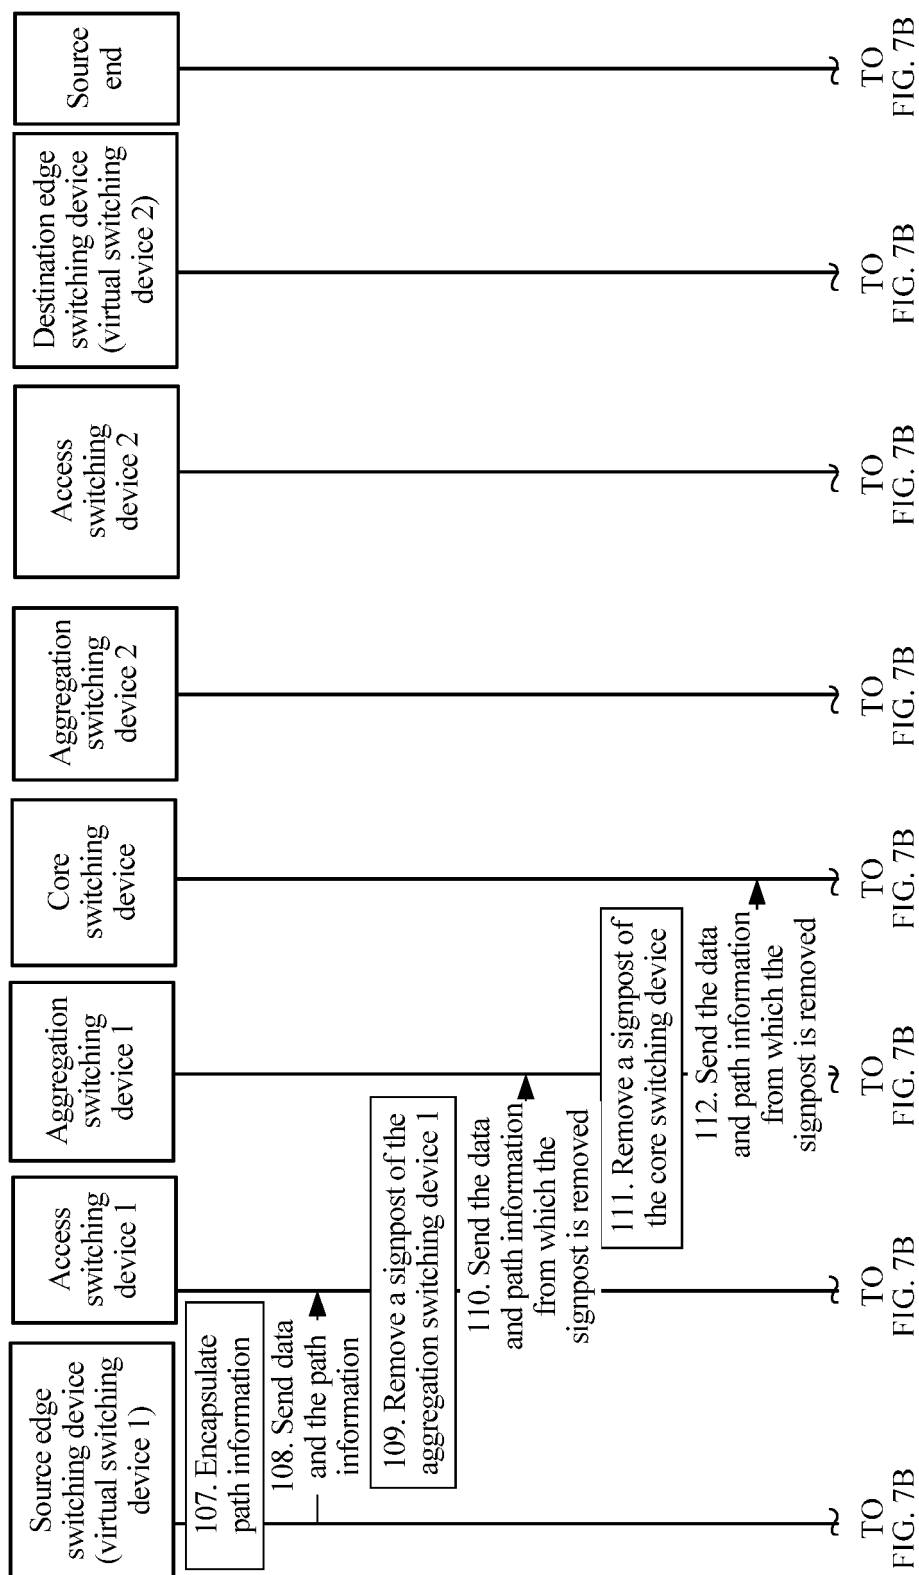 Source edge
switching device
(virtual switching
device 1)
Access
switching
device 1
Aggregation
switching
device 1
Core
switching
device
Aggregation
switching
device 2
Access
switching
device 2
Destination edge
switching device
(virtual switching
device 2)
Source
end
107. Encapsulate
path information
108. Send data
and the path
information
109. Remove a signpost of the
aggregation switching device 1
110. Send the data
and path information
from which the
signpost is removed
111. Remove a signpost of
the core switching device
112. Send the data
and path information
from which the
signpost is removed
TO
FIG. 7B
TO
FIG. 7B
TO
FIG. 7B
TO
FIG. 7B
TO
FIG. 7B
TO
FIG. 7B
TO
FIG. 7B
TO
FIG. 7B